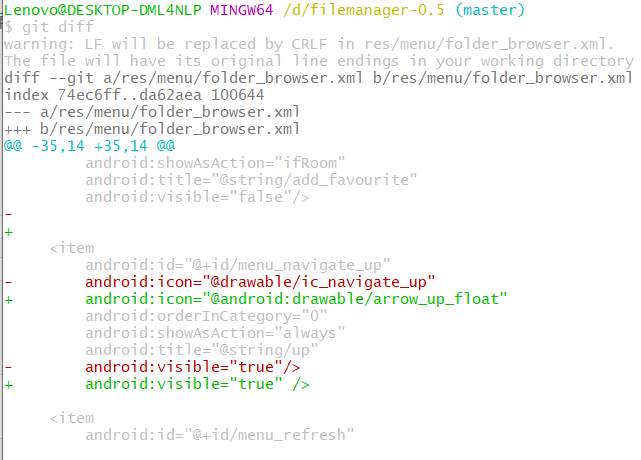 Lenovo@DESKTOP-DML4NLP MINGW64 /d/filemanager-0.5 (master)
$ git diff
warning: LF will be replaced by CRLF in res/menu/folder_browser.xml.
The file will have its original line endings in your working directory
diff --git a/res/menu/folder_browser.xml b/res/menu/folder_browser.xml
index 74ec6ff..da62aea 100644
--- a/res/menu/folder_browser.xml
+++ b/res/menu/folder_browser.xml
@@ -35,14 +35,14 @@
         android:showAsAction="ifRoom"
         android:title="@string/add_favourite"
         android:visible="false"/>
-
+
     <item
         android:id="@+id/menu_navigate_up"
-        android:icon="@drawable/ic_navigate_up"
+        android:icon="@android:drawable/arrow_up_float"
         android:orderInCategory="0"
         android:showAsAction="always"
         android:title="@string/up"
-        android:visible="true"/>
+        android:visible="true" />
     <item
         android:id="@+id/menu_refresh"